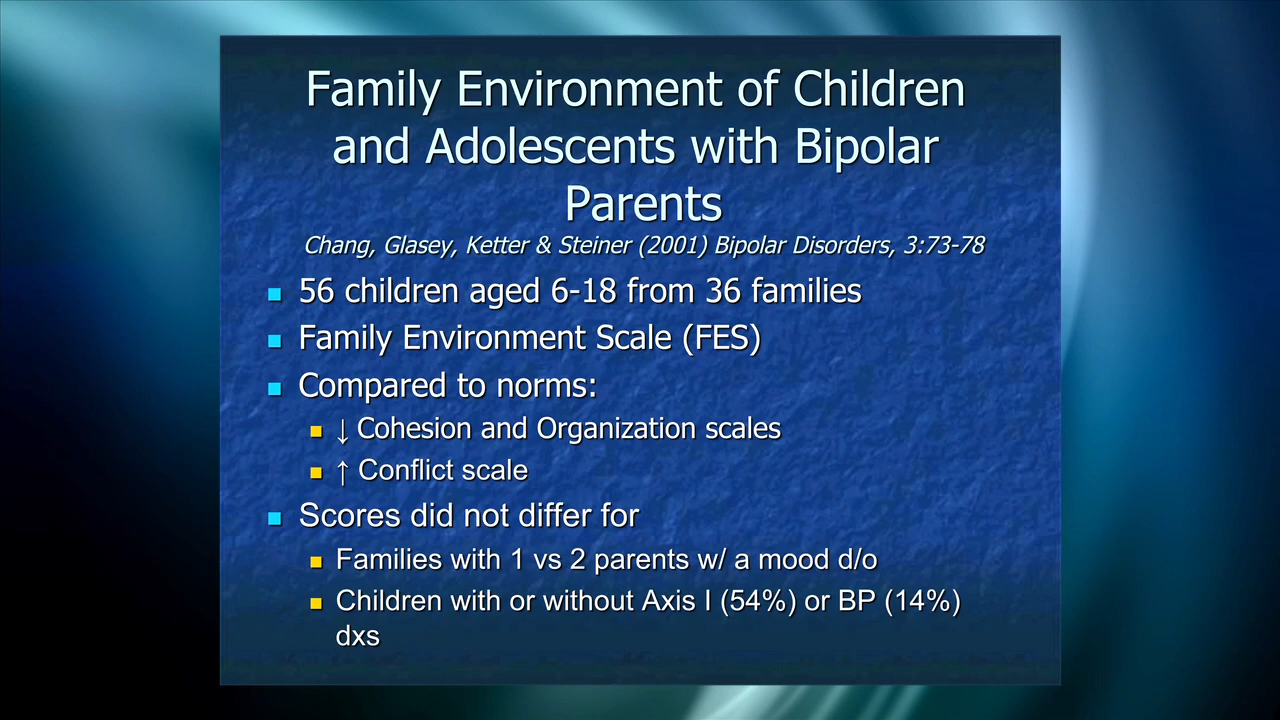 Family Environment of Children
and Adolescents with Bipolar
Parents
Chang, Glasey, Ketter & Steiner (2001) Bipolar Disorders, 3:73-78
56 children aged 6-18 from 36 families
Family Environment Scale (FES)
Compared to norms:
↓ Cohesion and Organization scales
↑ Conflict scale
Scores did not differ for
Families with 1 vs 2 parents w/ a mood d/o
Children with or without Axis I (54%) or BP (14%)
dxs